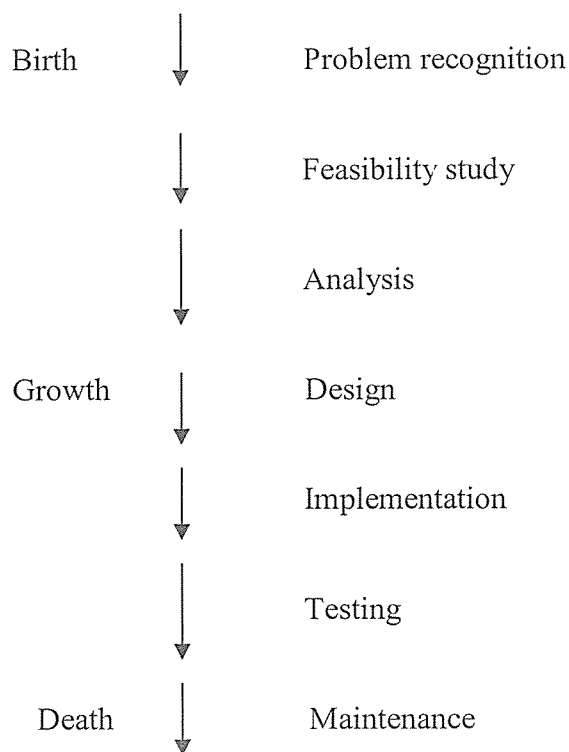 Birth Problem recognition
Feasibility study
Analysis
Growth Design
Implementation
Testing
Death Maintenance